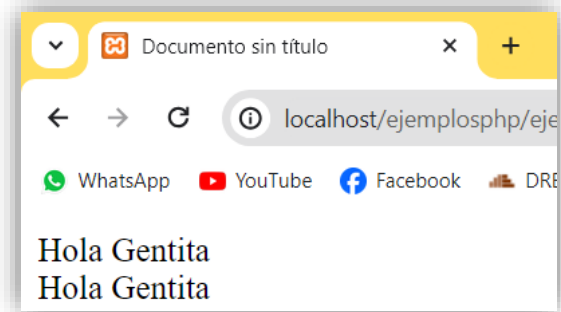 Documento sin título
localhost/ejemplosphp/eje
WhatsApp YouTube Facebook DRE
Hola Gentita
Hola Gentita